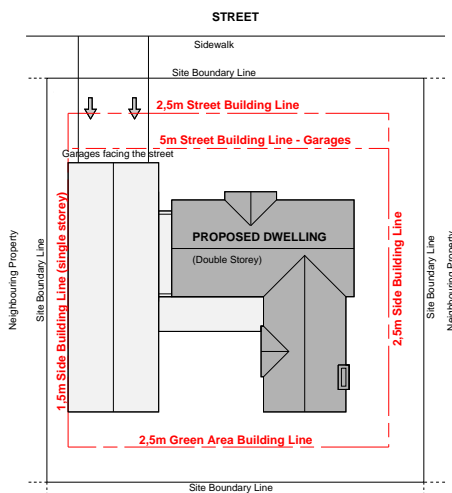 STREET
Sidewalk
Site Boundary Line
2,5m Street Building Line
5m Street Building Line - Garages
Garages facing the street
Neighbouring Property
Site Boundary Line
1,5m Side Building Line (single storey)
PROPOSED DWELLING
(Double Storey)
2,5m Side Building Line
Site Boundary Line
Neighbouring Property
2,5m Green Area Building Line
Site Boundary Line